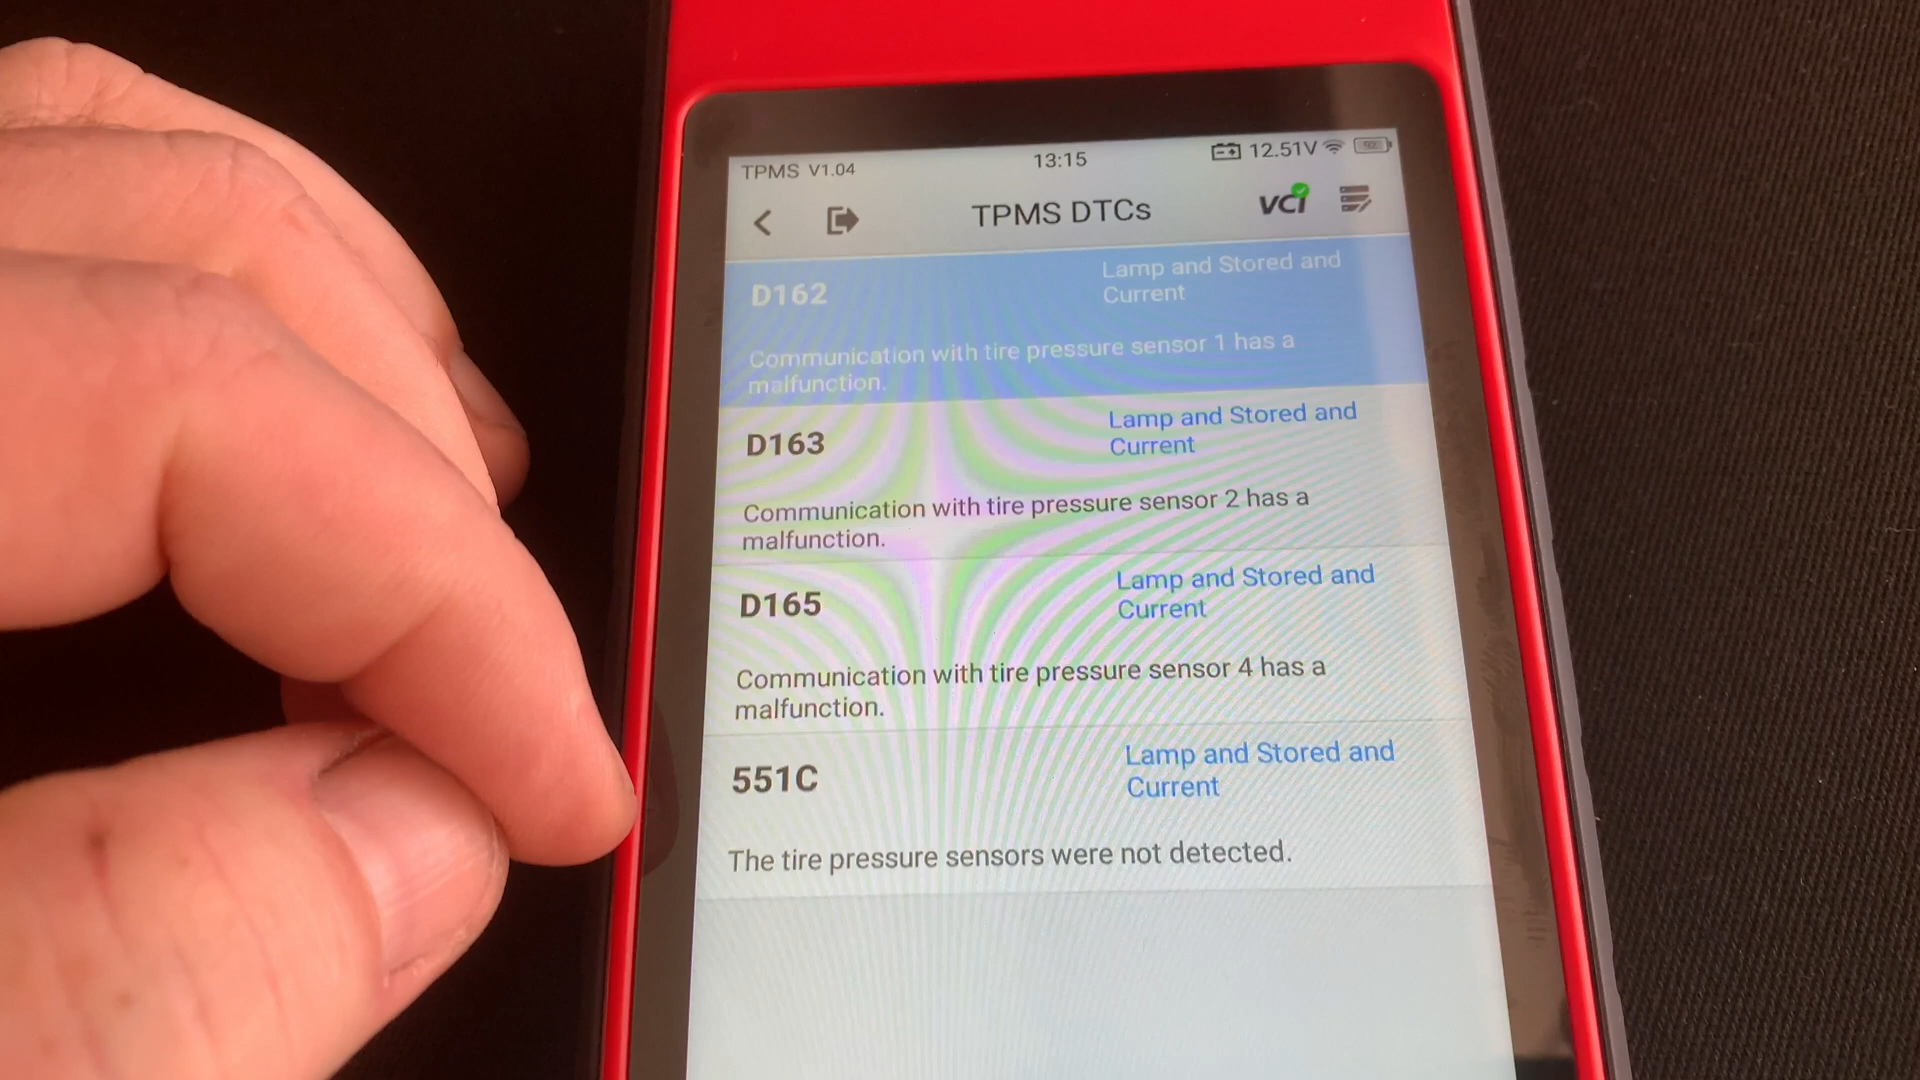 TPMS V1.04
13:15
12.51V
TPMS DTCs
VCI
D162
Lamp and Stored and
Current
Communication with tire pressure sensor 1 has a
malfunction.
D163
Lamp and Stored and
Current
Communication with tire pressure sensor 2 has a
malfunction.
D165
Lamp and Stored and
Current
Communication with tire pressure sensor 4 has a
malfunction.
551C
Lamp and Stored and
Current
The tire pressure sensors were not detected.